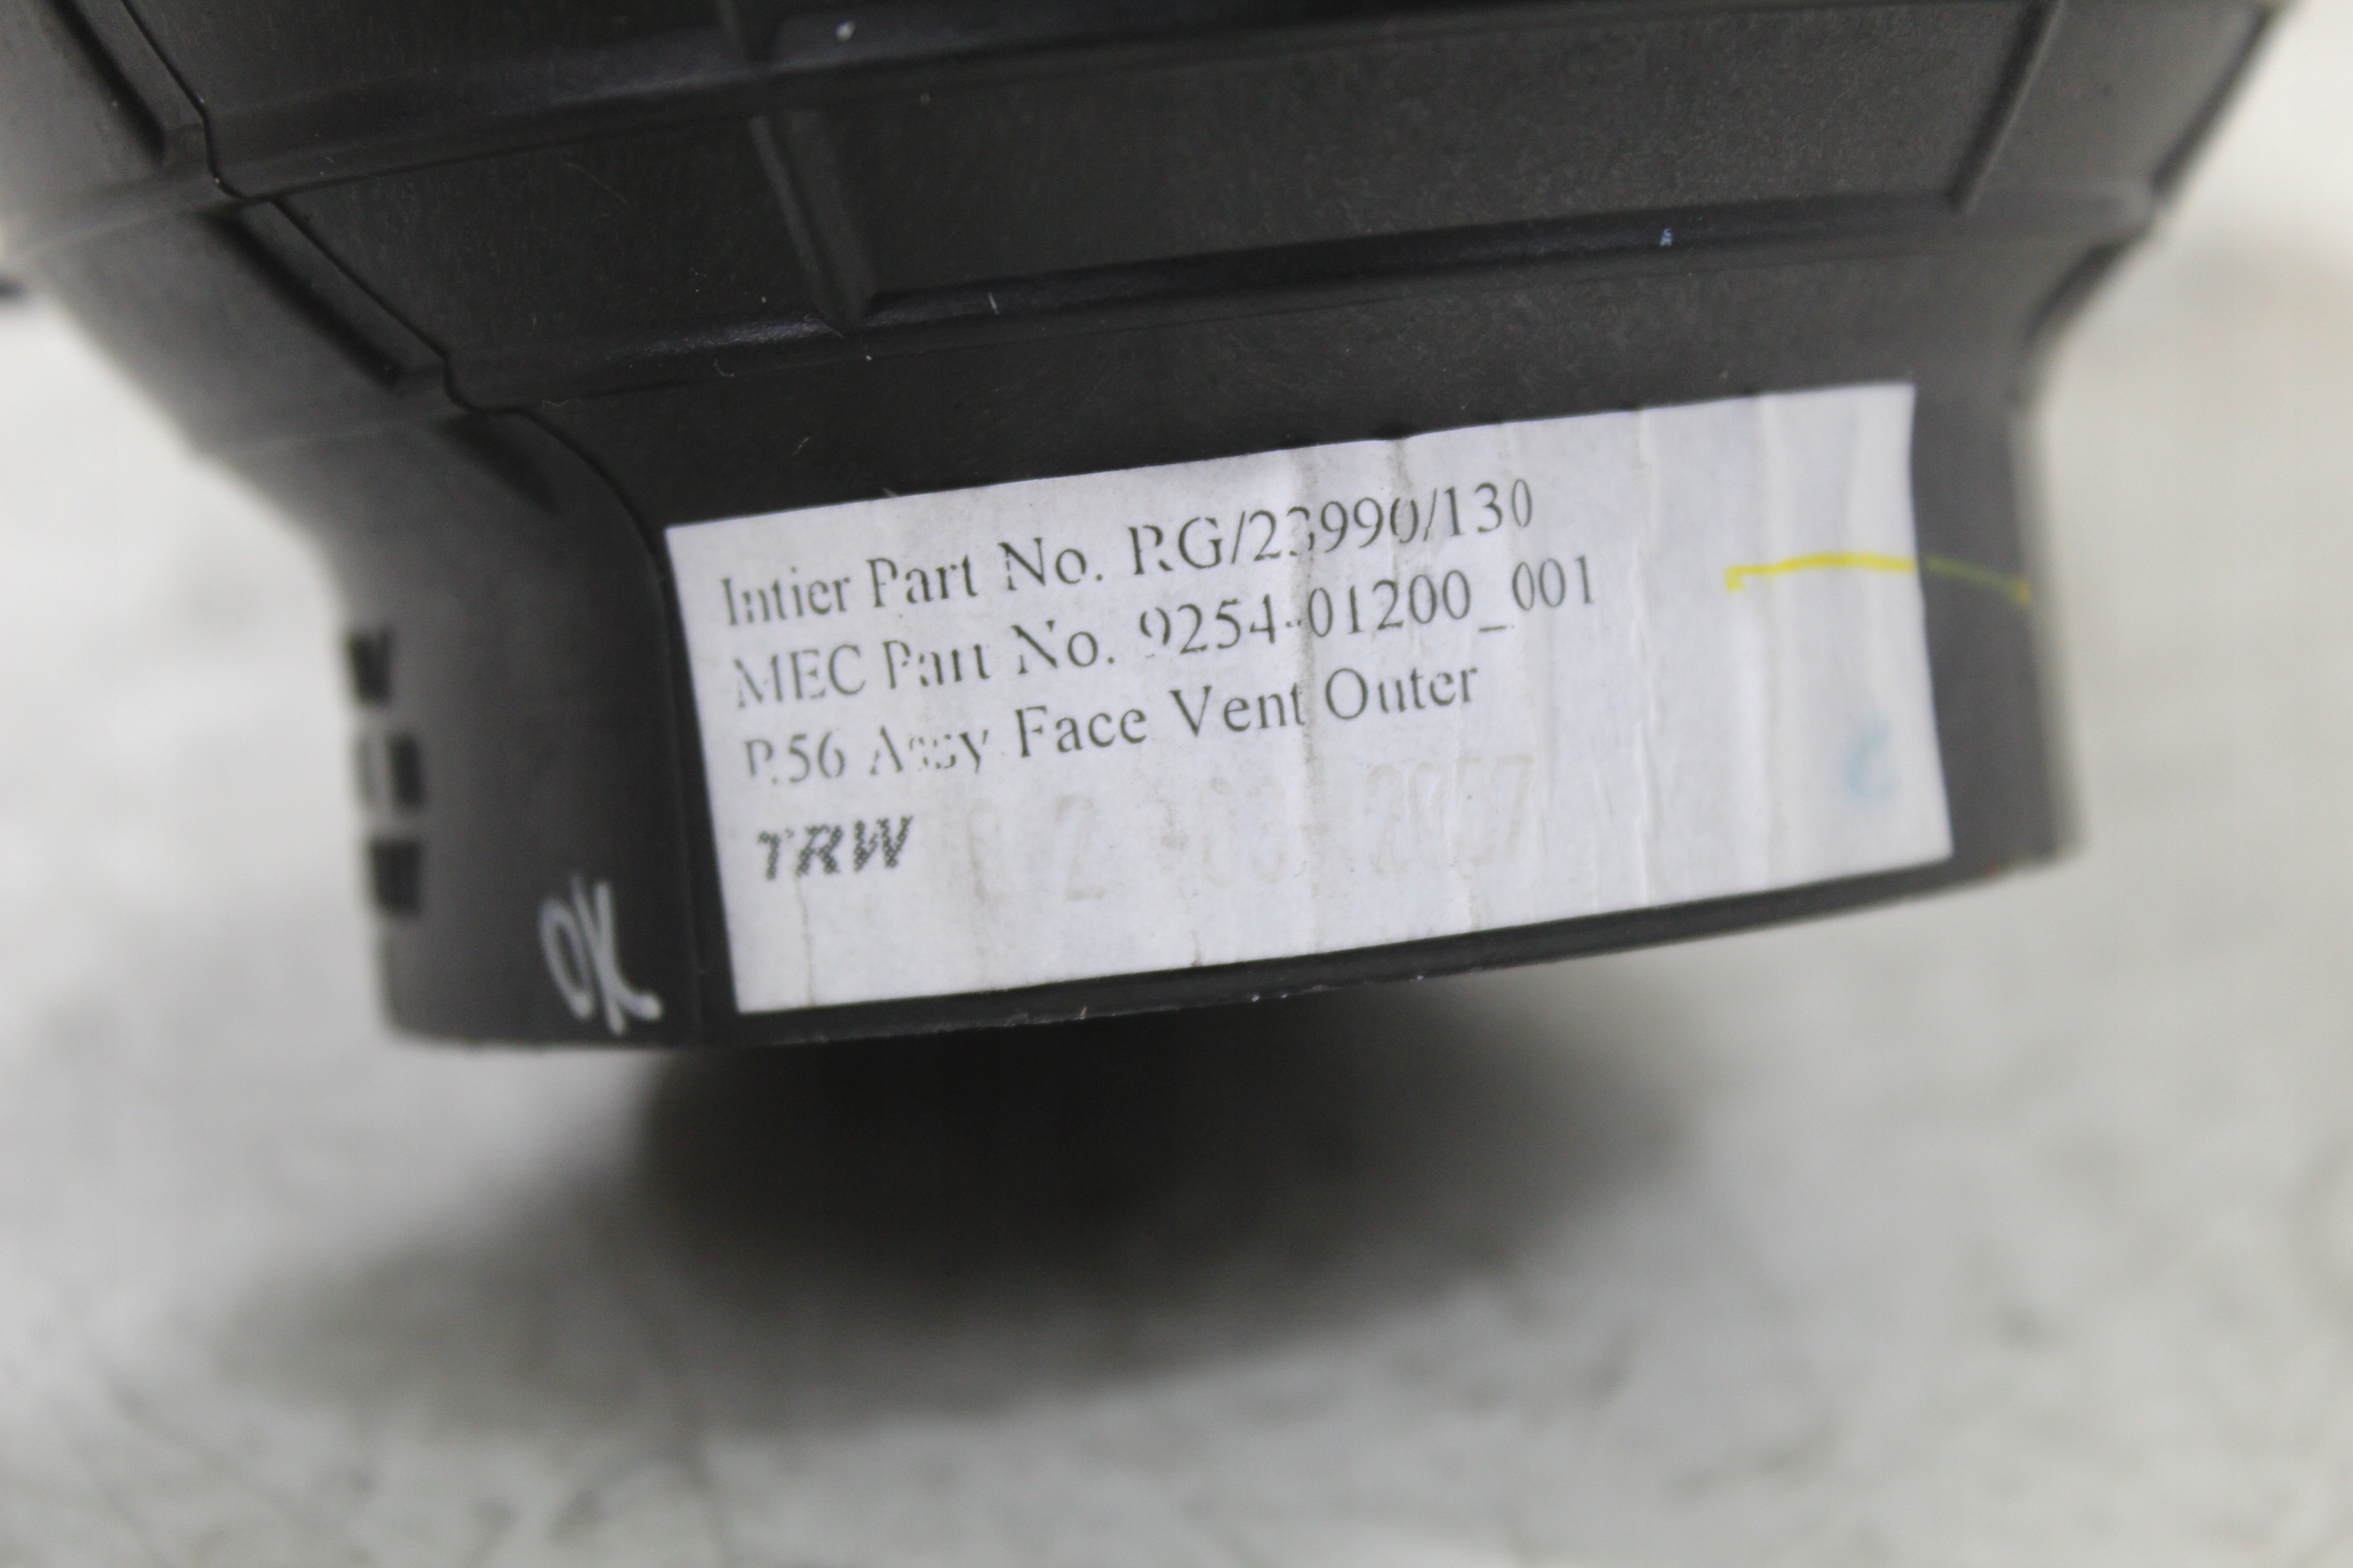 Intier Part No. RG/23990/130
MEC Part No. 9254-01200_001
R56 Assy Face Vent Outer
TRW
OK